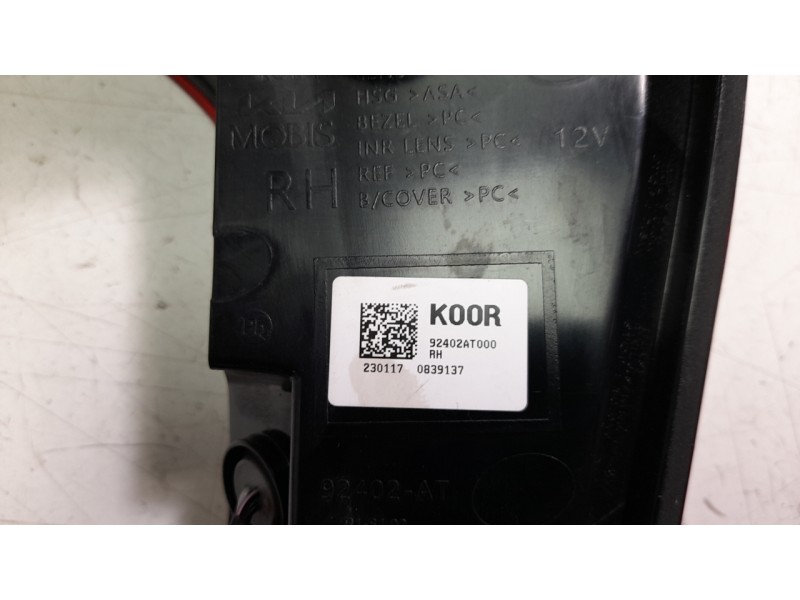 HSG >ASA<
BEZEL >PC<
INR LENS >PC<
REF >PC<
B/COVER >PC<
MOBIS
RH
12V
K00R
92402AT000
RH
230117 0839137
92402-AT